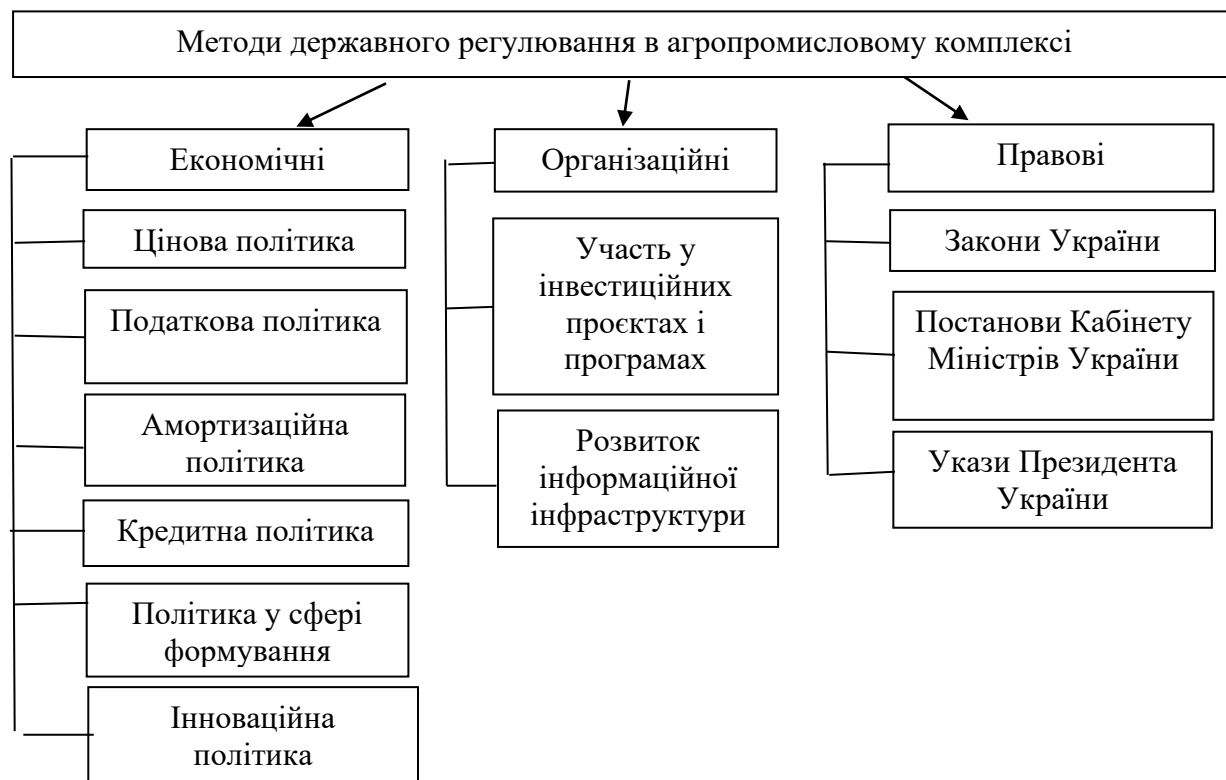 Методи державного регулювання в агропромисловому комплексі
Економічні
Цінова політика
Податкова політика
Амортизаційна
політика
Кредитна політика
Політика у сфері
формування
Інноваційна
політика
Організаційні
Участь у
інвестиційних
проєктах і
програмах
Розвиток
інформаційної
інфраструктури
Правові
Закони України
Постанови Кабінету
Міністрів України
Укази Президента
України